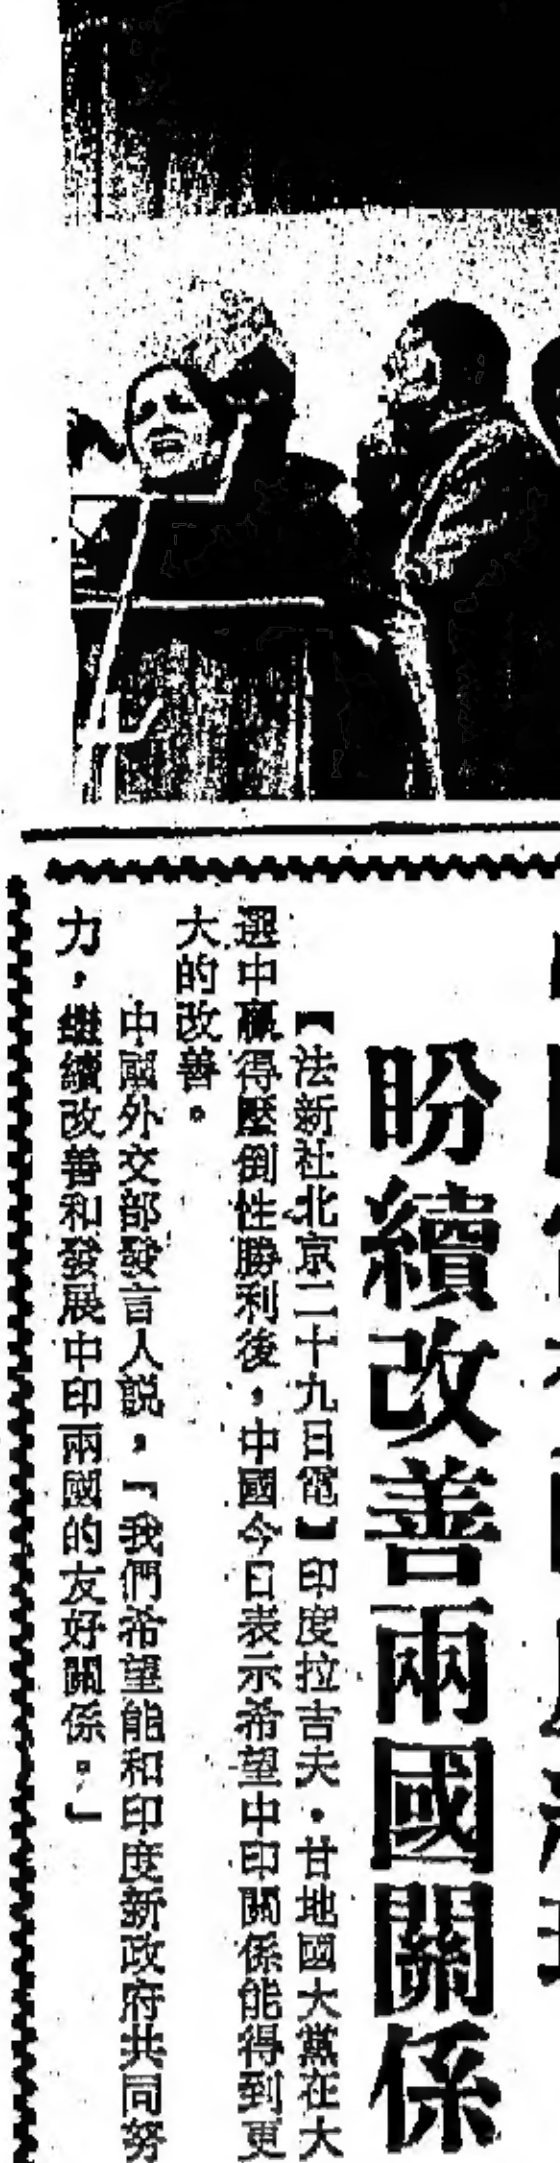 盼續改善兩國關係
【法新社北京二十九日電】印度拉吉夫‧甘地國大黨在大
選中贏得壓倒性勝利後，中國今日表示希望中印關係能得到更
大的改善。
中國外交部發言人説，「我們希望能和印度新政府共同努
力，繼續改善和發展中印兩國的友好關係。」